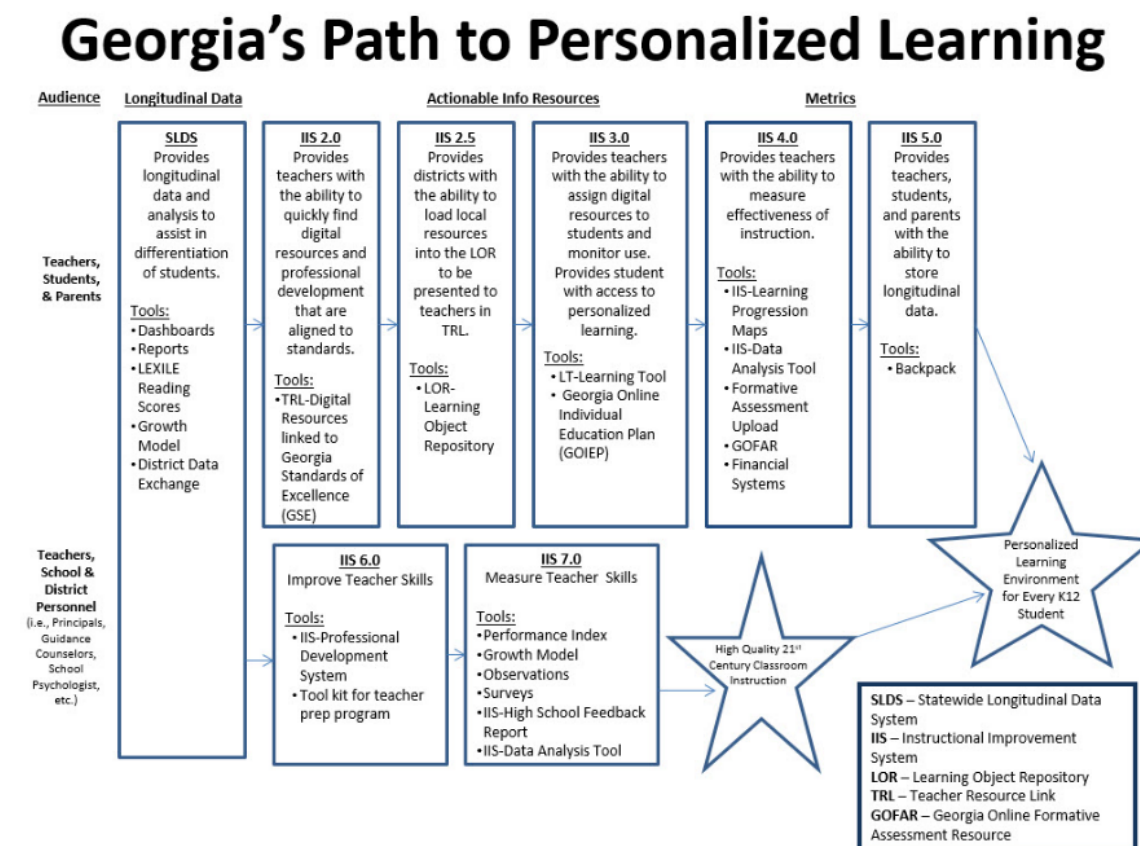 Georgia's Path to Personalized Learning
Audience
Longitudinal Data
Actionable Info Resources
Metrics
Teachers,
Students,
& Parents
SLDS
Provides
longitudinal
data and
analysis to
assist in
differentiation
of students.
Tools:
•Dashboards
•Reports
•LEXILE
Reading
Scores
•Growth
Model
•District Data
Exchange
IIS 2.0
Provides
teachers with
the ability to
quickly find
digital
resources and
professional
development
that are
aligned to
standards.
Tools:
•TRL-Digital
Resources
linked to
Georgia
Standards of
Excellence
(GSE)
IIS 2.5
Provides
districts with
the ability to
load local
resources
into the LOR
to be
presented to
teachers in
TRL.
Tools:
•LOR-
Learning
Object
Repository
IIS 3.0
Provides teachers
with the ability to
assign digital
resources to
students and
monitor use.
Provides student
with access to
personalized
learning.
Tools:
•LT-Learning Tool
• Georgia Online
Individual
Education Plan
(GOIEP)
IIS 4.0
Provides teachers
with the ability to
measure
effectiveness of
instruction.
Tools:
•IIS-Learning
Progression
Maps
•IIS-Data
Analysis Tool
•Formative
Assessment
Upload
•GOFAR
•Financial
Systems
IIS 5.0
Provides
teachers,
students,
and parents
with the
ability to
store
longitudinal
data.
Tools:
•Backpack
Teachers,
School &
District
Personnel
(i.e., Principals,
Guidance
Counselors,
School
Psychologist,
etc.)
IIS 6.0
Improve Teacher Skills
Tools:
•IIS-Professional
Development
System
•Tool kit for teacher
prep program
IIS 7.0
Measure Teacher Skills
Tools:
•Performance Index
•Growth Model
•Observations
•Surveys
•IIS-High School Feedback
Report
•IIS-Data Analysis Tool
High Quality 21st
Century Classroom
Instruction
Personalized
Learning
Environment
for Every K12
Student
SLDS – Statewide Longitudinal Data
System
IIS – Instructional Improvement
System
LOR – Learning Object Repository
TRL – Teacher Resource Link
GOFAR – Georgia Online Formative
Assessment Resource